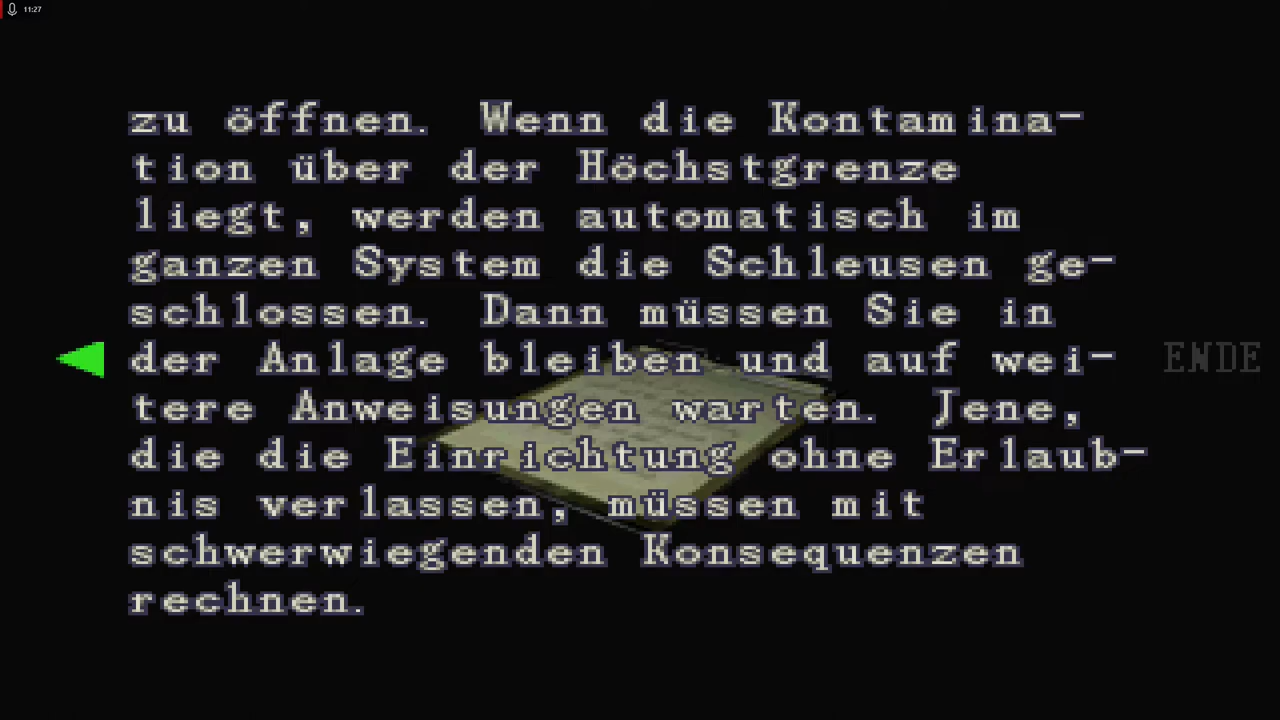 11:27
zu öffnen. Wenn die Kontamina-
tion über der Höchstgrenze
liegt, werden automatisch im
ganzen System die Schleusen ge-
schlossen. Dann müssen Sie in
der Anlage bleiben und auf wei-
ENDE
tere Anweisungen warten. Jene,
die die Einrichtung ohne Erlaub-
nis verlassen, müssen mit
schwerwiegenden Konsequenzen
rechnen.